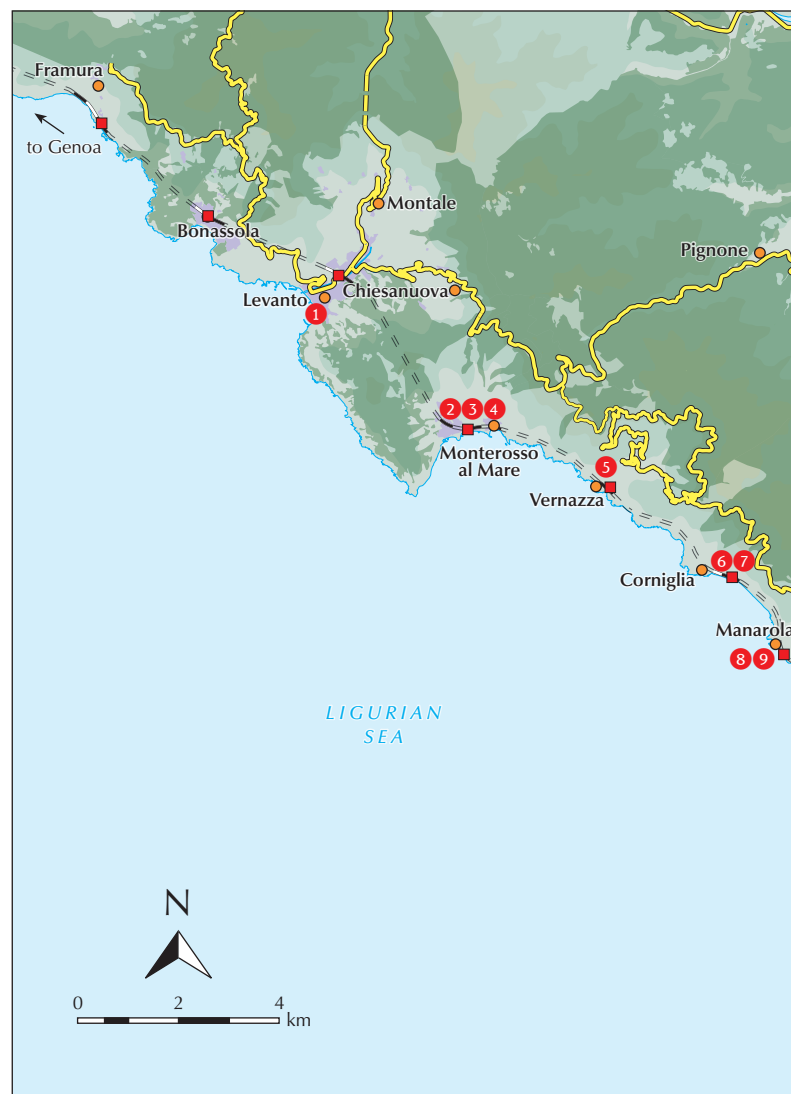 Framura
to Genoa
Montale
Bonassola
Pignone
Chiesanuova
Levanto
1
2 3 4
Monterosso
al Mare
5
Vernazza
6 7
Corniglia
Manarola
8 9
LIGURIAN
SEA
N
0 2 4
km